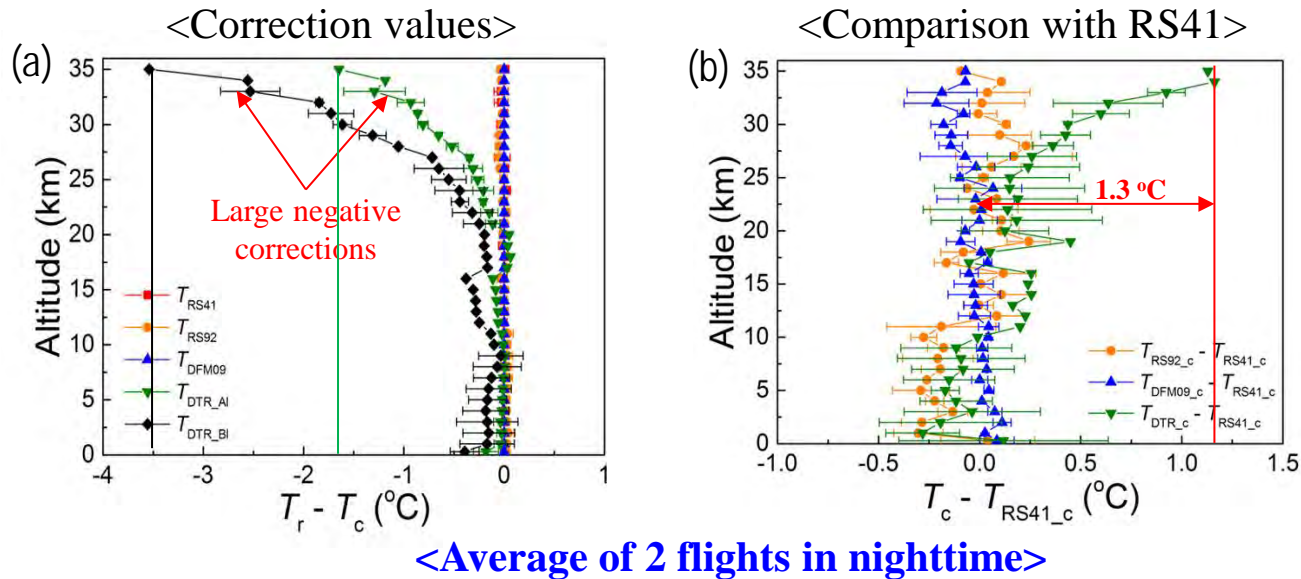 <Correction values>
<Comparison with RS41>
(a)
35
30
25
20
15
10
5
0
Altitude (km)
Large negative
corrections
T_RS41
T_RS92
T_DFM09
T_DTR_Al
T_DTR_Bl
-4 -3 -2 -1 0 1
T_r - T_c (°C)
(b)
35
30
25
20
15
10
5
0
Altitude (km)
1.3 °C
T_RS92_c - T_RS41_c
T_DFM09_c - T_RS41_c
T_DTR_c - T_RS41_c
-1.0 -0.5 0.0 0.5 1.0 1.5
T_c - T_RS41_c (°C)
<Average of 2 flights in nighttime>